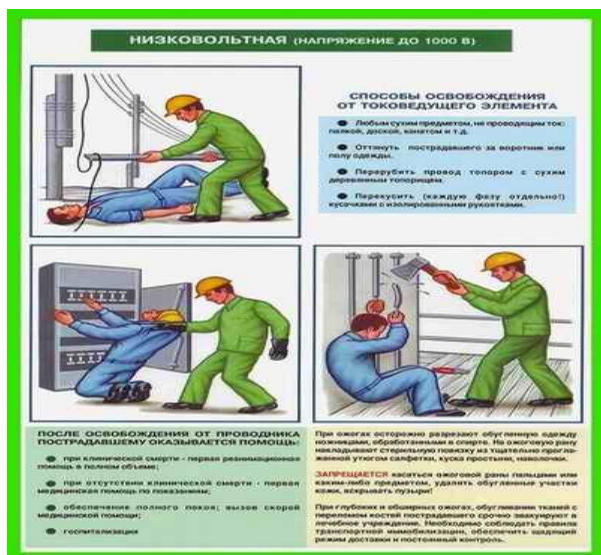 НИЗКОВОЛЬТНАЯ (НАПРЯЖЕНИЕ ДО 1000 В)
СПОСОБЫ ОСВОБОЖДЕНИЯ
ОТ ТОКОВЕДУЩЕГО ЭЛЕМЕНТА
● Любым сухим предметом, не проводящим ток:
палкой, доской, канатом и т.д.
● Оттянуть пострадавшего за воротник или
полу одежды.
● Перерубить провод топором с сухим
деревянным топорищем.
● Перекусить (каждую фазу отдельно!)
кусачками с изолированными рукоятками.
ПОСЛЕ ОСВОБОЖДЕНИЯ ОТ ПРОВОДНИКА
ПОСТРАДАВШЕМУ ОКАЗЫВАЕТСЯ ПОМОЩЬ:
● при клинической смерти - первая реанимационная
помощь в полном объеме;
● при отсутствии клинической смерти - первая
медицинская помощь по показаниям;
● обеспечение полного покоя; вызов скорой
медицинской помощи;
● госпитализация
При ожогах осторожно разрезают обугленную одежду
ножницами, обработанными в спирте. На ожоговую рану
накладывают стерильную повязку из тщательно прогла-
женной утюгом салфетки, куска простыни, наволочки.
ЗАПРЕЩАЕТСЯ касаться ожоговой раны пальцами или
каким-либо предметом, удалять обугленные участки
кожи, вскрывать пузыри!
При глубоких и обширных ожогах, обугливании тканей с
переломом костей пострадавшего срочно эвакуируют в
лечебное учреждение. Необходимо соблюдать правила
транспортной иммобилизации, обеспечить щадящий
режим доставки и постоянный контроль.